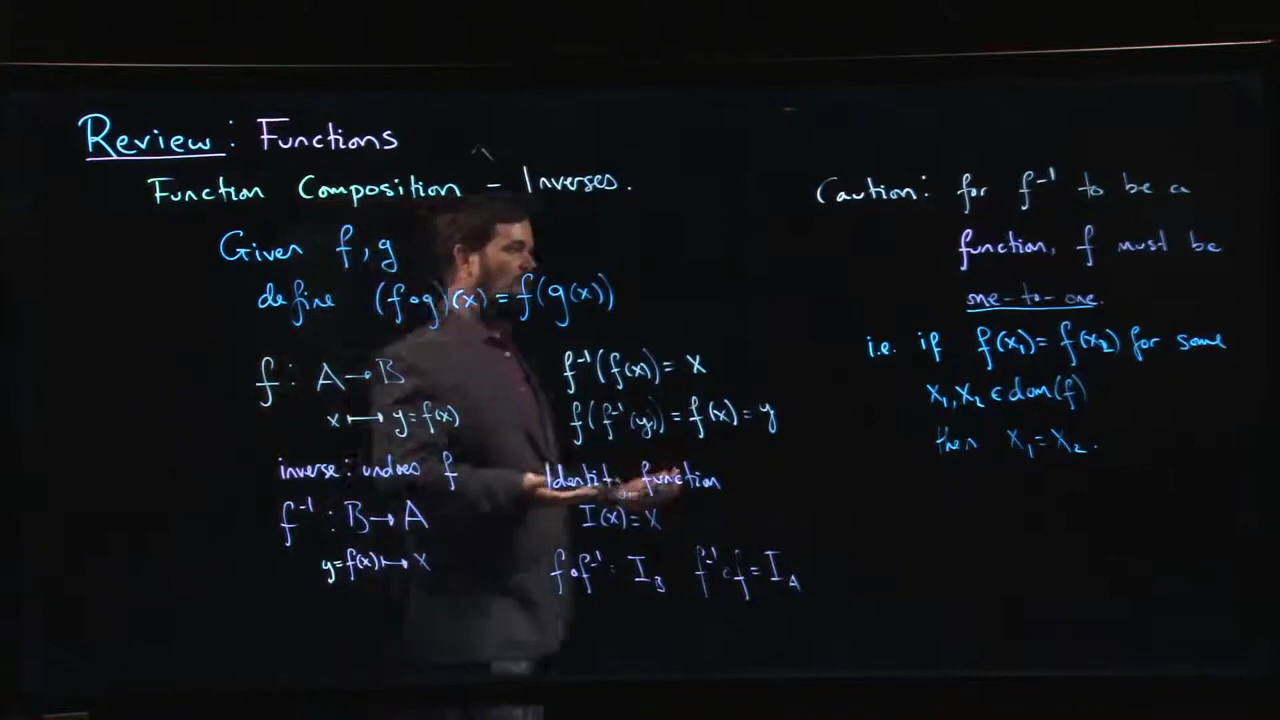 Review: Functions
Function Composition - Inverses.
Given f, g
define (f∘g)(x) = f(g(x))
f : A → B
x ↦ y = f(x)
inverse: undoes f
f⁻¹ : B → A
y = f(x) ↦ x
f⁻¹(f(x)) = x
f(f⁻¹(y)) = f(x) = y
Identity function
I(x) = x
f∘f⁻¹ = I_B f⁻¹∘f = I_A
Caution: for f⁻¹ to be a
function, f must be
one-to-one.
i.e. if f(x₁) = f(x₂) for some
x₁, x₂ ∈ dom(f)
then x₁ = x₂.